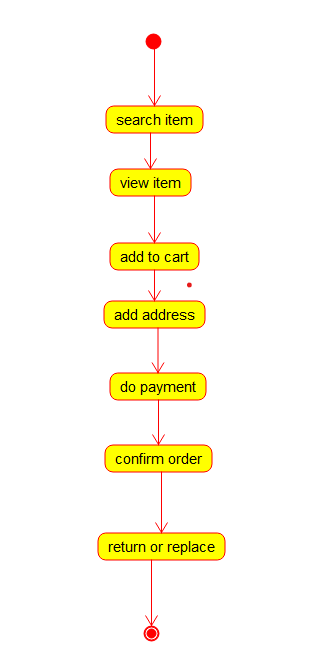 search item
view item
add to cart
add address
do payment
confirm order
return or replace